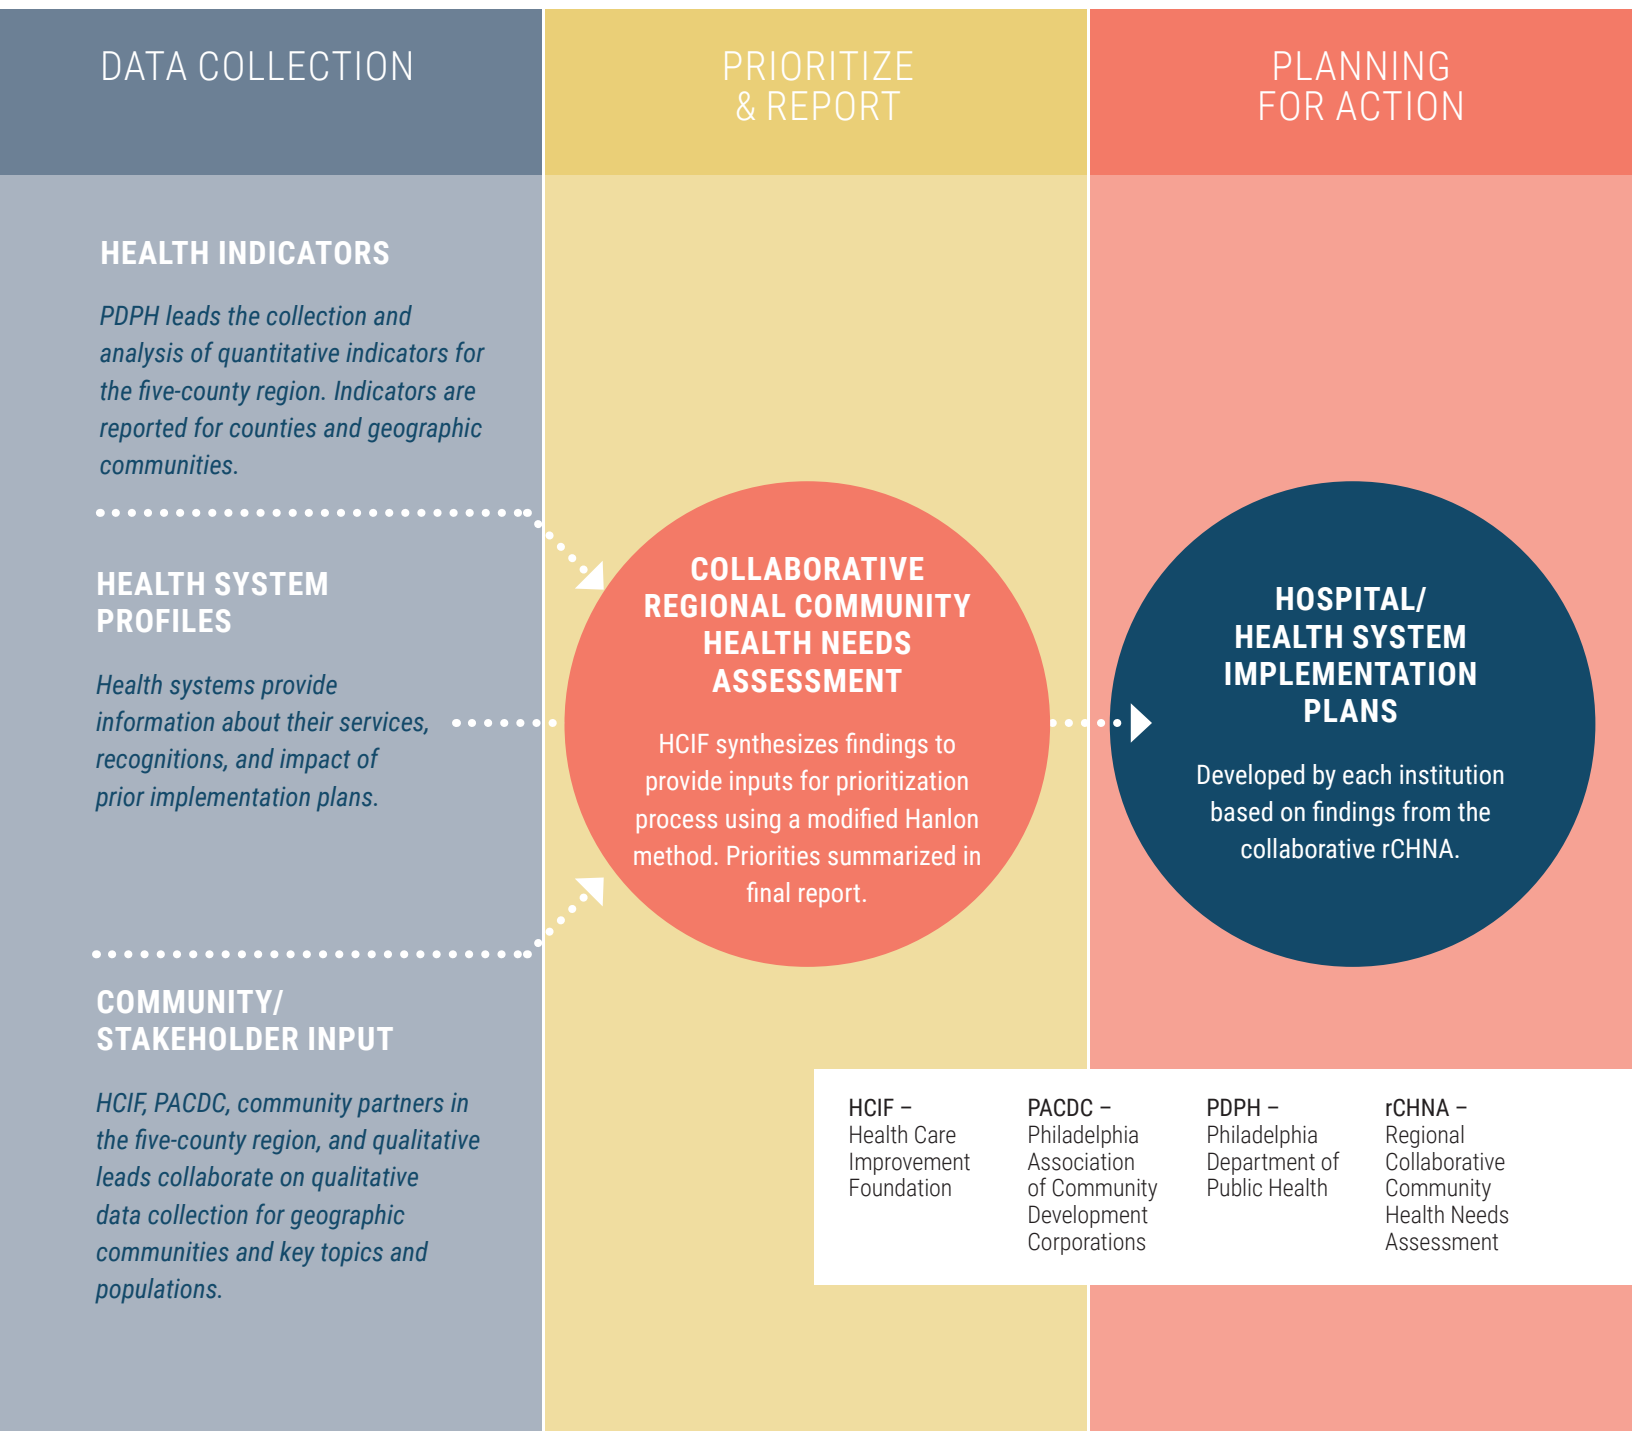 DATA COLLECTION
HEALTH INDICATORS
PDPH leads the collection and
analysis of quantitative indicators for
the five-county region. Indicators are
reported for counties and geographic
communities.
HEALTH SYSTEM
PROFILES
Health systems provide
information about their services,
recognitions, and impact of
prior implementation plans.
COMMUNITY/
STAKEHOLDER INPUT
HCIF, PACDC, community partners in
the five-county region, and qualitative
leads collaborate on qualitative
data collection for geographic
communities and key topics and
populations.
PRIORITIZE
& REPORT
COLLABORATIVE
REGIONAL COMMUNITY
HEALTH NEEDS
ASSESSMENT
HCIF synthesizes findings to
provide inputs for prioritization
process using a modified Hanlon
method. Priorities summarized in
final report.
PLANNING
FOR ACTION
HOSPITAL/
HEALTH SYSTEM
IMPLEMENTATION
PLANS
Developed by each institution
based on findings from the
collaborative rCHNA.
HCIF –
Health Care
Improvement
Foundation
PACDC –
Philadelphia
Association
of Community
Development
Corporations
PDPH –
Philadelphia
Department of
Public Health
rCHNA –
Regional
Collaborative
Community
Health Needs
Assessment